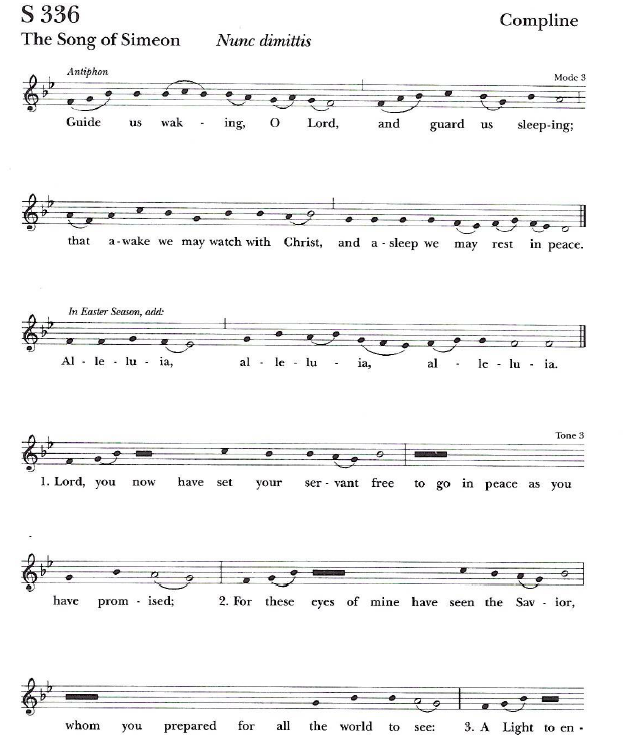 S 336
Compline
The Song of Simeon Nunc dimittis
Antiphon
Mode 3
Guide us wak - ing, O Lord, and guard us sleep-ing;
that a-wake we may watch with Christ, and a-sleep we may rest in peace.
In Easter Season, add:
Al - le - lu - ia, al - le - lu - ia, al - le - lu - ia.
Tone 3
1. Lord, you now have set your ser - vant free to go in peace as you
have prom - ised; 2. For these eyes of mine have seen the Sav - ior,
whom you prepared for all the world to see: 3. A Light to en -